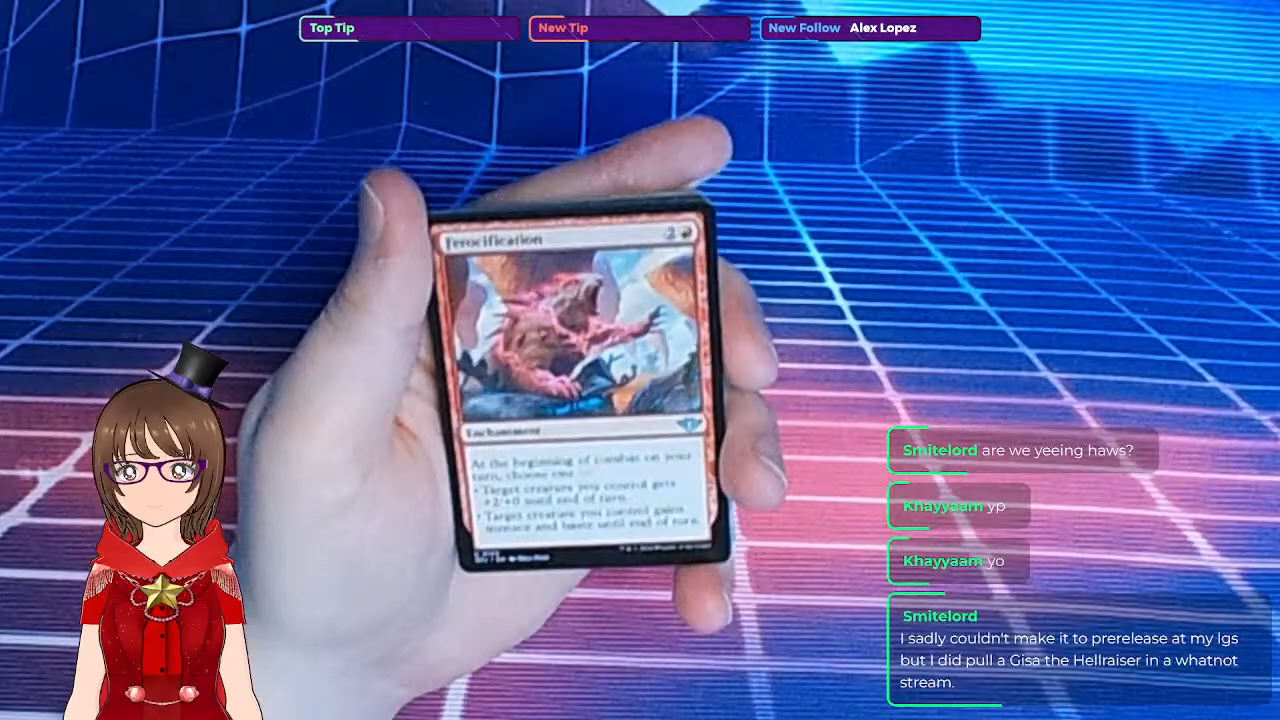 Top Tip
New Tip
New Follow Alex Lopez
Ferocification
2
Enchantment
At the beginning of combat on your
turn, choose one —
• Target creature you control gets
+2/+0 until end of turn.
• Target creature you control gains
menace and haste until end of turn.
Smitelord are we yeeing haws?
Khayyaam yp
Khayyaam yo
Smitelord
I sadly couldn't make it to prerelease at my lgs
but I did pull a Gisa the Hellraiser in a whatnot
stream.